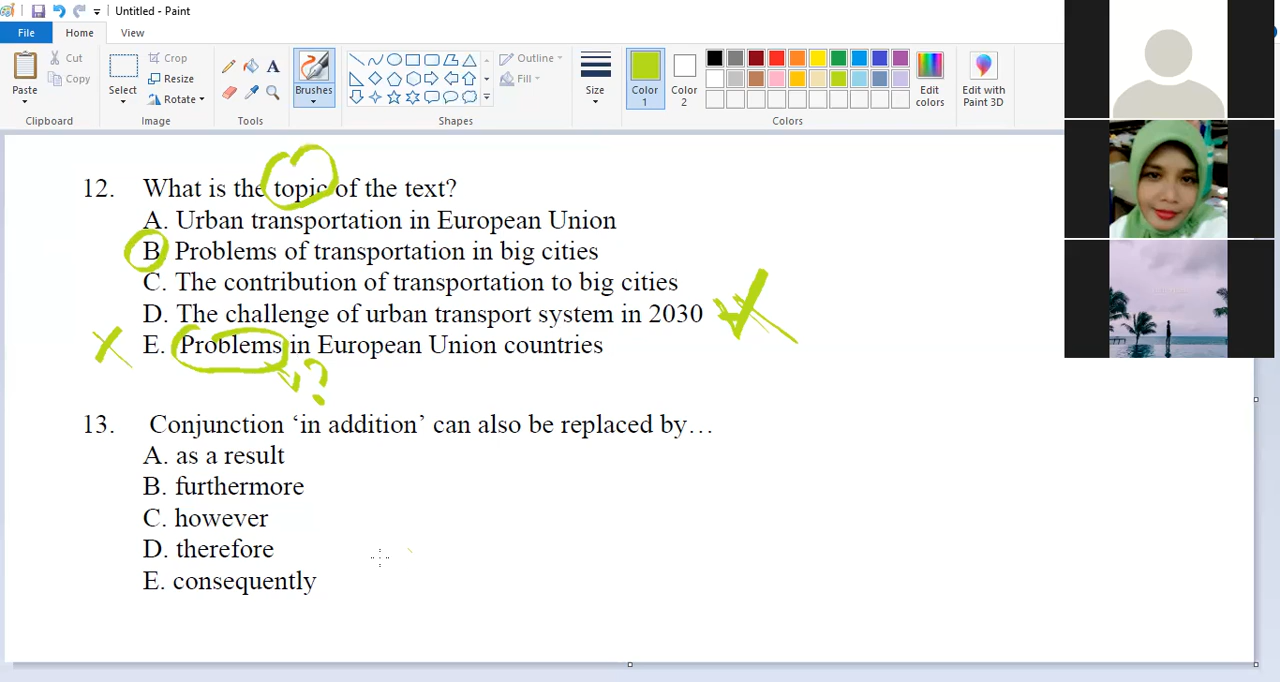 Untitled - Paint
File Home View
Paste Cut Copy Clipboard
Select Crop Resize Rotate Image
A Tools
Brushes
Outline Fill Shapes
Size
Color 1 Color 2 Edit colors Colors
Edit with Paint 3D
12. What is the topic of the text?
A. Urban transportation in European Union
B. Problems of transportation in big cities
C. The contribution of transportation to big cities
D. The challenge of urban transport system in 2030
E. Problems in European Union countries
?
13. Conjunction ‘in addition’ can also be replaced by…
A. as a result
B. furthermore
C. however
D. therefore
E. consequently